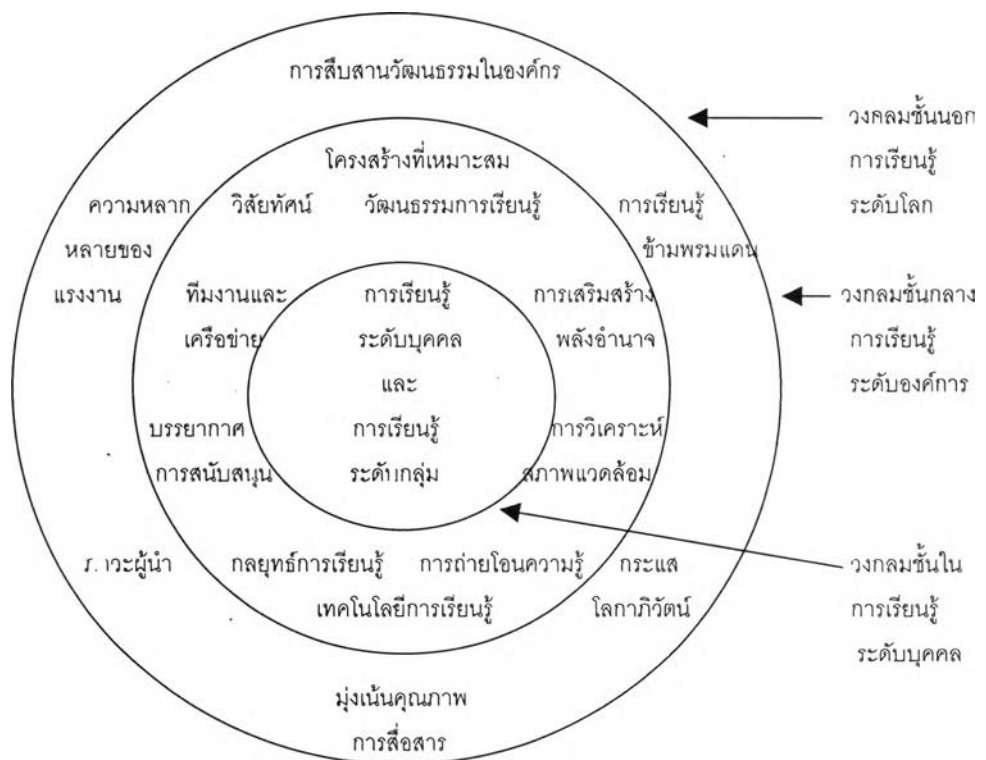 การสืบสานวัฒนธรรมในองค์กร
วงกลมชั้นนอก
การเรียนรู้
ระดับโลก
โครงสร้างที่เหมาะสม
ความหลาก
หลายของ
แรงงาน
วิสัยทัศน์
วัฒนธรรมการเรียนรู้
การเรียนรู้
ข้ามพรมแดน
ทีมงานและ
เครือข่าย
การเรียนรู้
ระดับบุคคล
และ
การเรียนรู้
ระดับกลุ่ม
การเสริมสร้าง
พลังอำนาจ
วงกลมชั้นกลาง
การเรียนรู้
ระดับองค์การ
บรรยากาศ
การสนับสนุน
การวิเคราะห์
สภาพแวดล้อม
ภาวะผู้นำ
กลยุทธ์การเรียนรู้
การถ่ายโอนความรู้
เทคโนโลยีการเรียนรู้
กระแส
โลกาภิวัตน์
วงกลมชั้นใน
การเรียนรู้
ระดับบุคคล
มุ่งเน้นคุณภาพ
การสื่อสาร